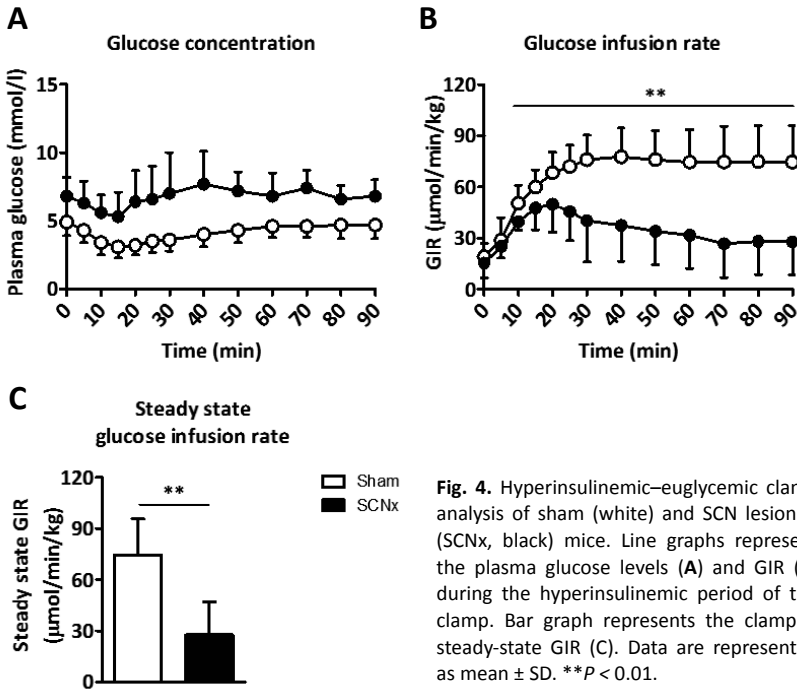 A
Glucose concentration
Plasma glucose (mmol/l)
15
10
5
0
0 10 20 30 40 50 60 70 80 90
Time (min)
B
Glucose infusion rate
GIR (µmol/min/kg)
120
90
60
30
0
**
0 10 20 30 40 50 60 70 80 90
Time (min)
C
Steady state
glucose infusion rate
Steady state GIR
(µmol/min/kg)
120
90
60
30
0
**
Sham
SCNx
Fig. 4. Hyperinsulinemic–euglycemic clam
analysis of sham (white) and SCN lesion
(SCNx, black) mice. Line graphs represe
the plasma glucose levels (A) and GIR (
during the hyperinsulinemic period of t
clamp. Bar graph represents the clamp
steady-state GIR (C). Data are represent
as mean ± SD. **P < 0.01.